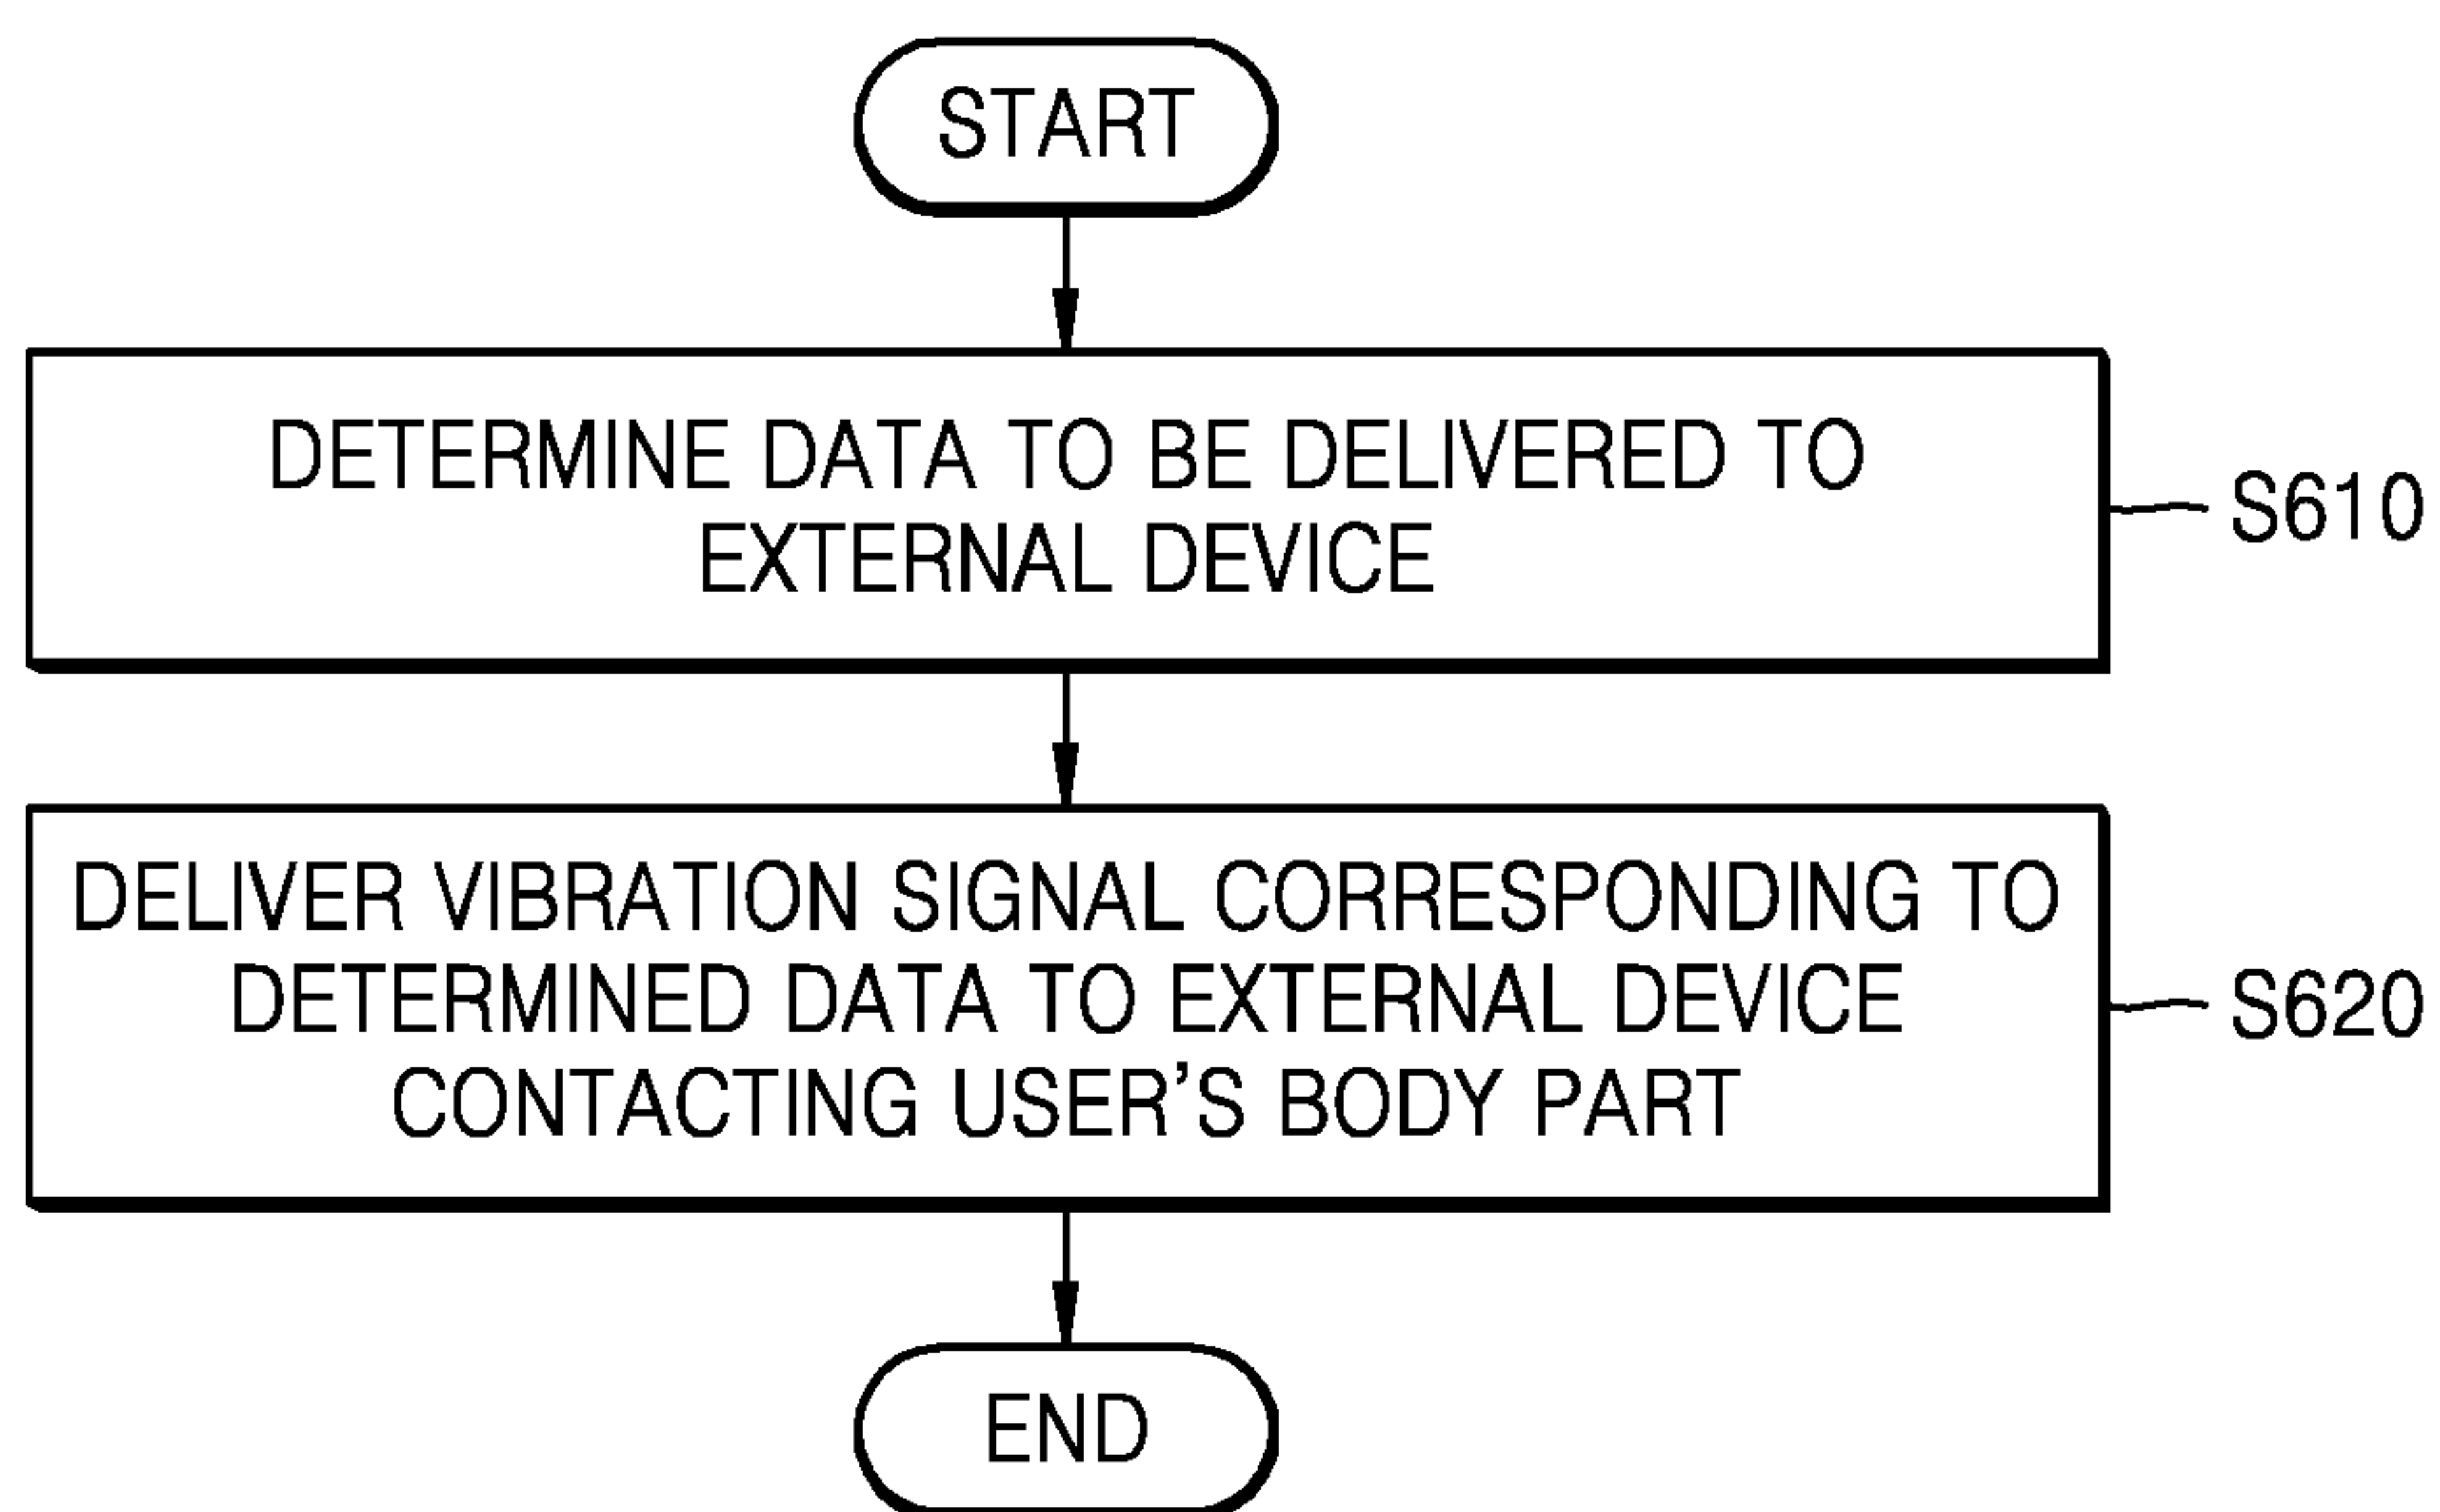 START
DETERMINE DATA TO BE DELIVERED TO
EXTERNAL DEVICE
S610
DELIVER VIBRATION SIGNAL CORRESPONDING TO
DETERMINED DATA TO EXTERNAL DEVICE
CONTACTING USER'S BODY PART
S620
END